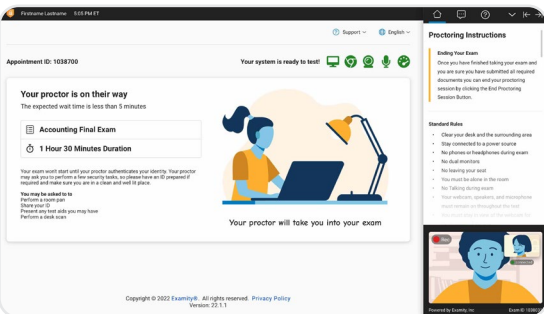 Firstname Lastname 5:05 PM ET
Support
English
Appointment ID: 1038700
Your system is ready to test!
Your proctor is on their way
The expected wait time is less than 5 minutes
Accounting Final Exam
1 Hour 30 Minutes Duration
Your exam won't start until your proctor authenticates your identity. Your proctor
may ask you to perform a few security tasks, so please have an ID prepared if
required and make sure you are in a clean and well lit place.
You may be asked to to
Perform a room pan
Share your ID
Present any test aids you may have
Perform a desk scan
Your proctor will take you into your exam
Copyright © 2022 Examity®. All rights reserved. Privacy Policy
Version: 22.1.1
Proctoring Instructions
Ending Your Exam
Once you have finished taking your exam and
you are sure you have submitted all required
documents you can end your proctoring
session by clicking the End Proctoring
Session Button.
Standard Rules
Clear your desk and the surrounding area
Stay connected to a power source
No phones or headphones during exam
No dual monitors
No leaving your seat
You must be alone in the room
No Talking during exam
Your webcam, speakers, and microphone
must remain on throughout the test
Powered by Examity, Inc
Exam ID